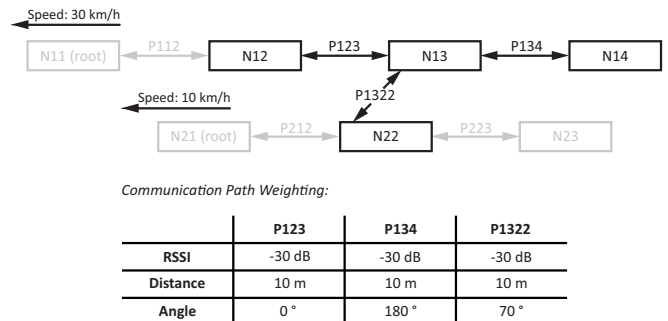 Speed: 30 km/h
N11 (root) P112 N12 P123 N13 P134 N14
P1322
Speed: 10 km/h
N21 (root) P212 N22 P223 N23
Communication Path Weighting:
P123 P134 P1322
RSSI -30 dB -30 dB -30 dB
Distance 10 m 10 m 10 m
Angle 0 ° 180 ° 70 °